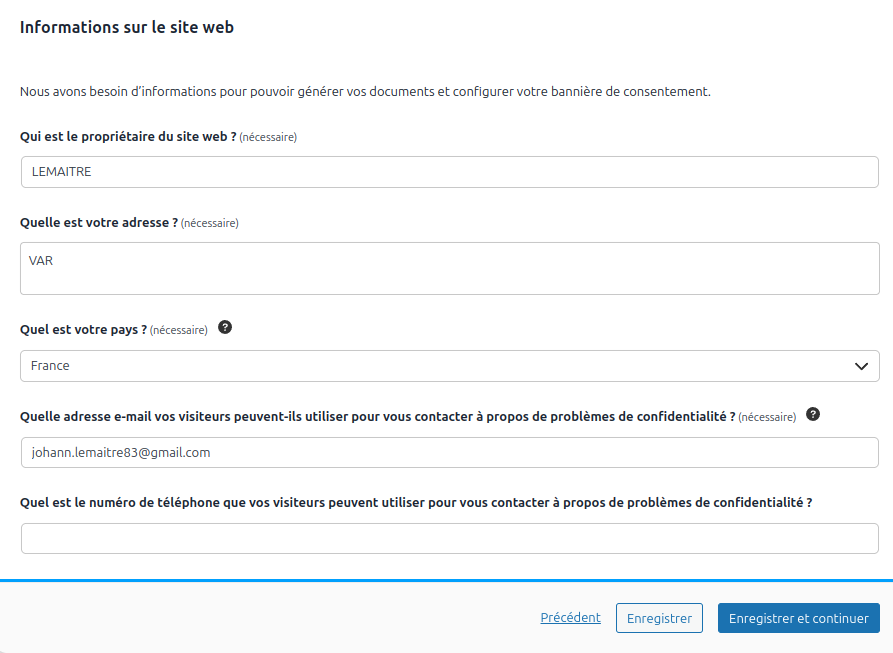 Informations sur le site web
Nous avons besoin d’informations pour pouvoir générer vos documents et configurer votre bannière de consentement.
Qui est le propriétaire du site web ? (nécessaire)
LEMAITRE
Quelle est votre adresse ? (nécessaire)
VAR
Quel est votre pays ? (nécessaire) ?
France
Quelle adresse e-mail vos visiteurs peuvent-ils utiliser pour vous contacter à propos de problèmes de confidentialité ? (nécessaire) ?
johann.lemaitre83@gmail.com
Quel est le numéro de téléphone que vos visiteurs peuvent utiliser pour vous contacter à propos de problèmes de confidentialité ?
Précédent Enregistrer Enregistrer et continuer